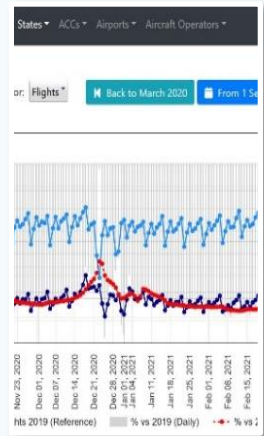 States ACCs Airports Aircraft Operators
or: Flights Back to March 2020 From 1 Se
Nov 23, 2020
Dec 01, 2020
Dec 07, 2020
Dec 14, 2020
Dec 21, 2020
Dec 28, 2020
Jan 01, 2021
Jan 04, 2021
Jan 11, 2021
Jan 18, 2021
Jan 25, 2021
Feb 01, 2021
Feb 08, 2021
Feb 15, 2021
hts 2019 (Reference) % vs 2019 (Daily) % vs 2